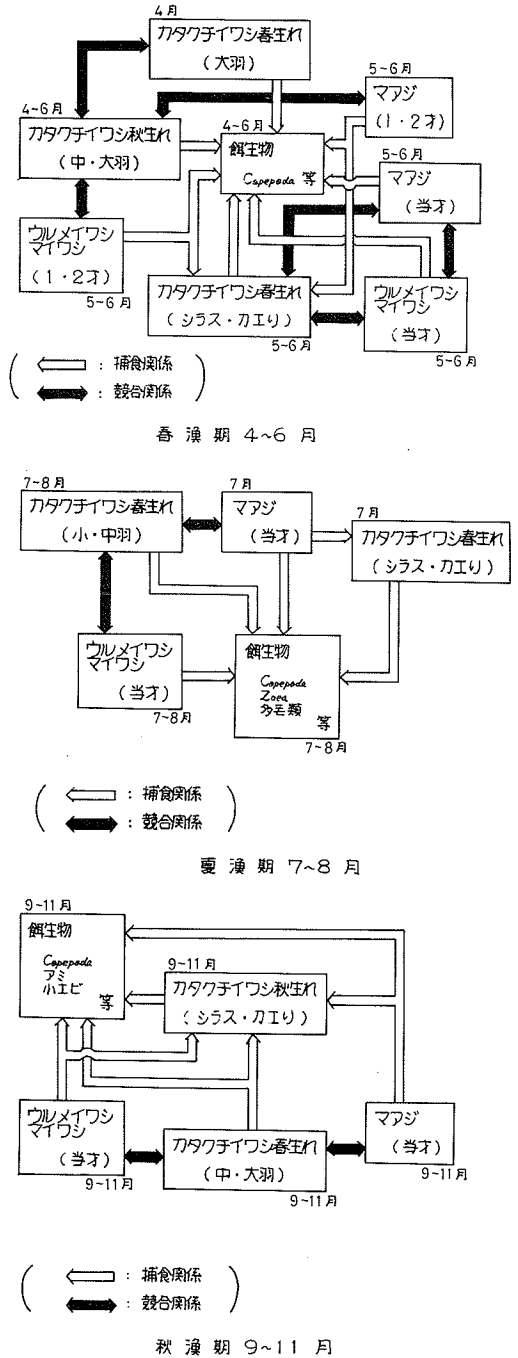 4月
カタクチイワシ春生れ
(大羽)
5~6月
マアジ
(1・2才)
4~6月
カタクチイワシ秋生れ
(中・大羽)
4~6月
餌生物
Copepoda 等
5~6月
マアジ
(当才)
ウルメイワシ
マイワシ
(1・2才)
5~6月
カタクチイワシ春生れ
(シラス・カエり)
5~6月
ウルメイワシ
マイワシ
(当才)
5~6月
: 捕食関係
: 競合関係
春漁期 4~6 月
7~8月
カタクチイワシ春生れ
(小・中羽)
7月
マアジ
(当才)
7月
カタクチイワシ春生れ
(シラス・カエり)
ウルメイワシ
マイワシ
(当才)
7~8月
餌生物
Copepoda
Zoea
多毛類
等
7~8月
: 捕食関係
: 競合関係
夏漁期 7~8 月
9~11月
餌生物
Copepoda
アミ
小エビ
等
9~11月
カタクチイワシ秋生れ
(シラス・カエり)
ウルメイワシ
マイワシ
(当才)
9~11月
カタクチイワシ春生れ
(中・大羽)
9~11月
マアジ
(当才)
9~11月
: 捕食関係
: 競合関係
秋漁期 9~11 月